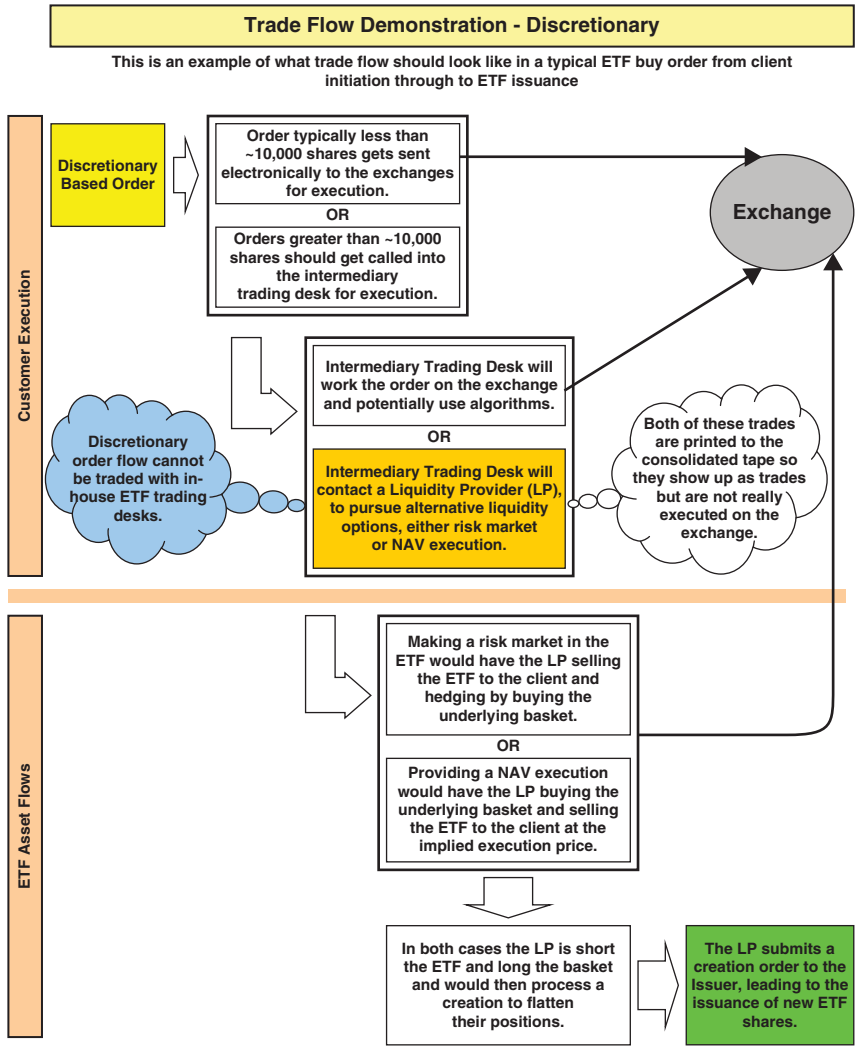 Trade Flow Demonstration - Discretionary
This is an example of what trade flow should look like in a typical ETF buy order from client
initiation through to ETF issuance
Customer Execution
Discretionary
Based Order
Order typically less than
~10,000 shares gets sent
electronically to the exchanges
for execution.
OR
Orders greater than ~10,000
shares should get called into
the intermediary
trading desk for execution.
Exchange
Intermediary Trading Desk will
work the order on the exchange
and potentially use algorithms.
OR
Intermediary Trading Desk will
contact a Liquidity Provider (LP),
to pursue alternative liquidity
options, either risk market
or NAV execution.
Discretionary
order flow cannot
be traded with in-
house ETF trading
desks.
Both of these trades
are printed to the
consolidated tape so
they show up as trades
but are not really
executed on the
exchange.
ETF Asset Flows
Making a risk market in the
ETF would have the LP selling
the ETF to the client and
hedging by buying the
underlying basket.
OR
Providing a NAV execution
would have the LP buying the
underlying basket and selling
the ETF to the client at the
implied execution price.
In both cases the LP is short
the ETF and long the basket
and would then process a
creation to flatten
their positions.
The LP submits a
creation order to the
Issuer, leading to the
issuance of new ETF
shares.